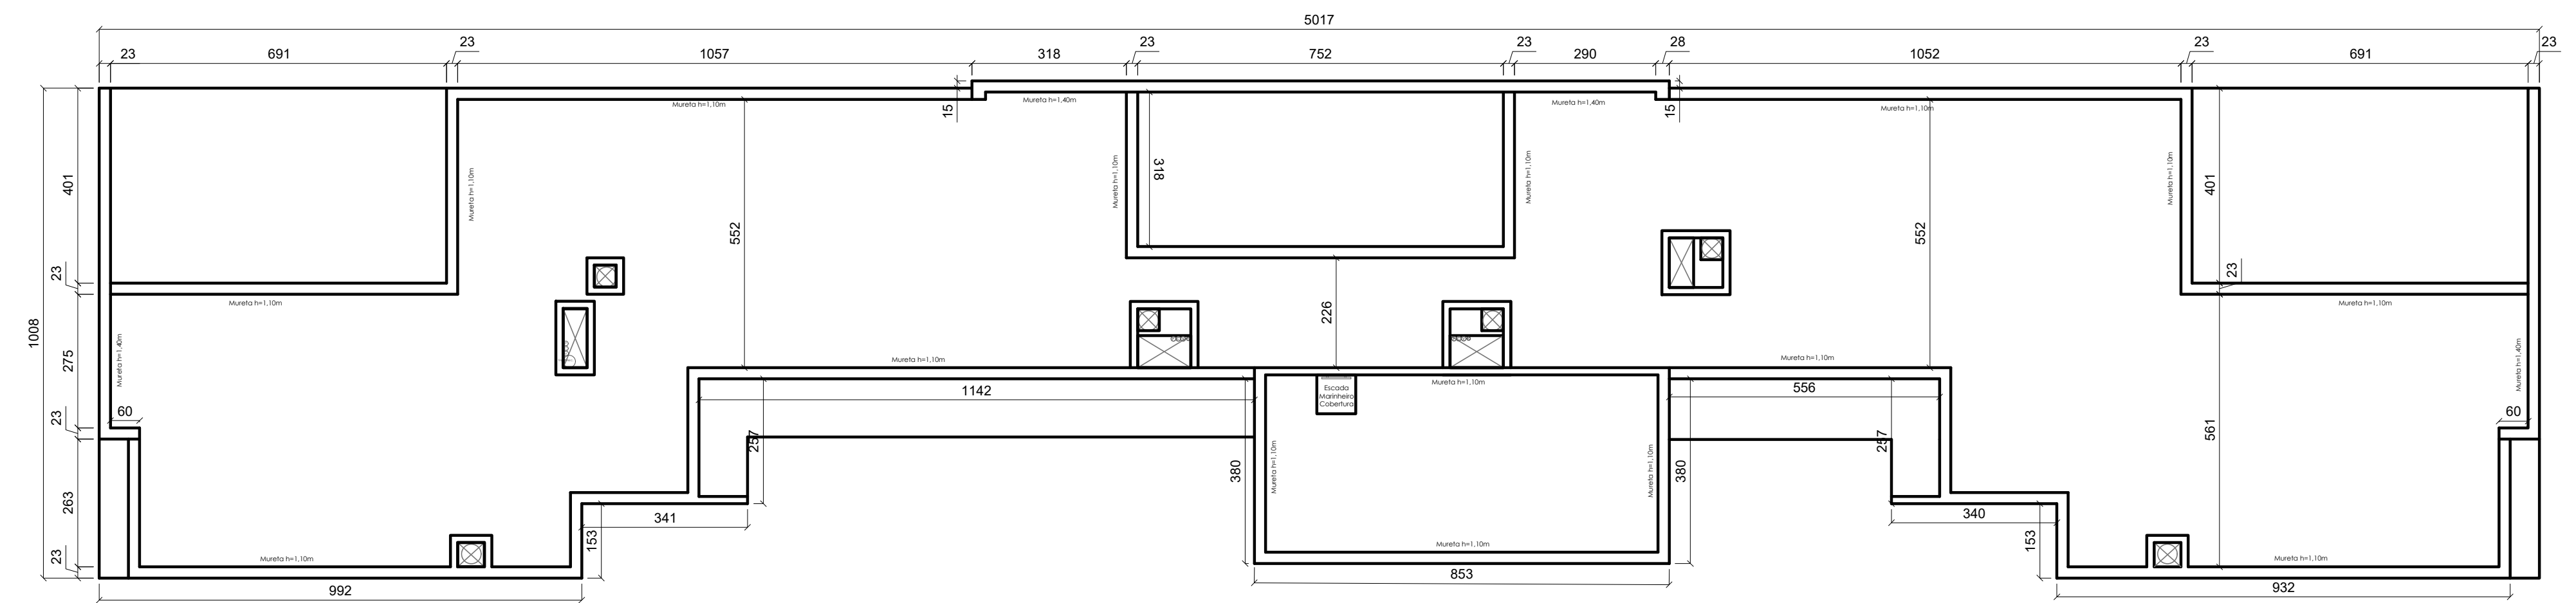 5017
23
691
23
1057
318
23
752
23
290
28
1052
23
691
23
Mureta h=1,10m
15
Mureta h=1,40m
Mureta h=1,40m
15
Mureta h=1,10m
401
Mureta h=1,10m
552
Mureta h=1,10m
318
Mureta h=1,10m
552
Mureta h=1,10m
401
23
Mureta h=1,10m
23
Mureta h=1,10m
1008
275
Mureta h=1,40m
226
Mureta h=1,40m
Mureta h=1,10m
Mureta h=1,10m
Mureta h=1,10m
1142
Escada
Marinheiro
Cobertura
556
23
60
257
257
561
60
380
Mureta h=1,10m
Mureta h=1,10m
380
263
341
340
153
153
23
Mureta h=1,10m
Mureta h=1,10m
Mureta h=1,10m
992
853
932